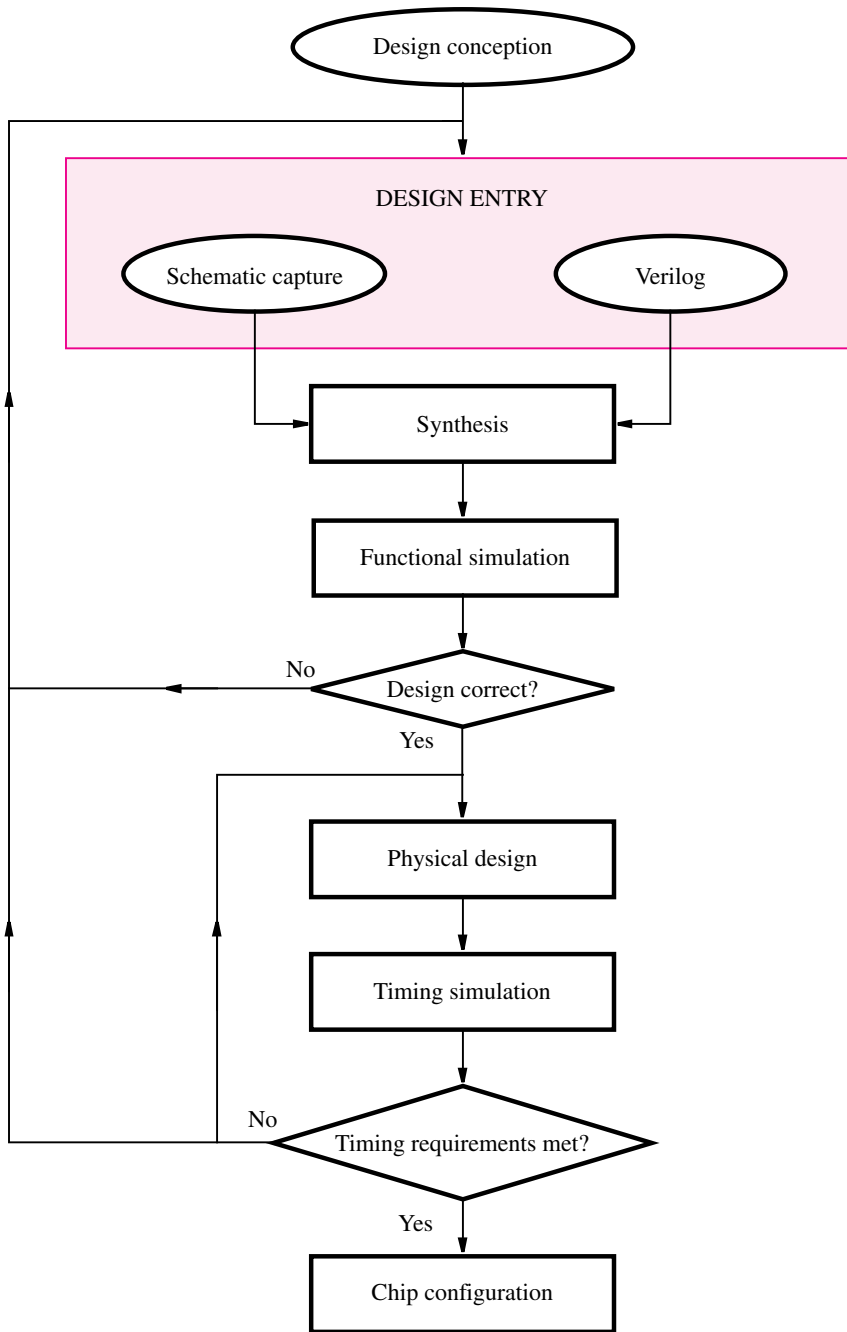 Design conception
DESIGN ENTRY
Schematic capture
Verilog
Synthesis
Functional simulation
No
Design correct?
Yes
Physical design
Timing simulation
No
Timing requirements met?
Yes
Chip configuration